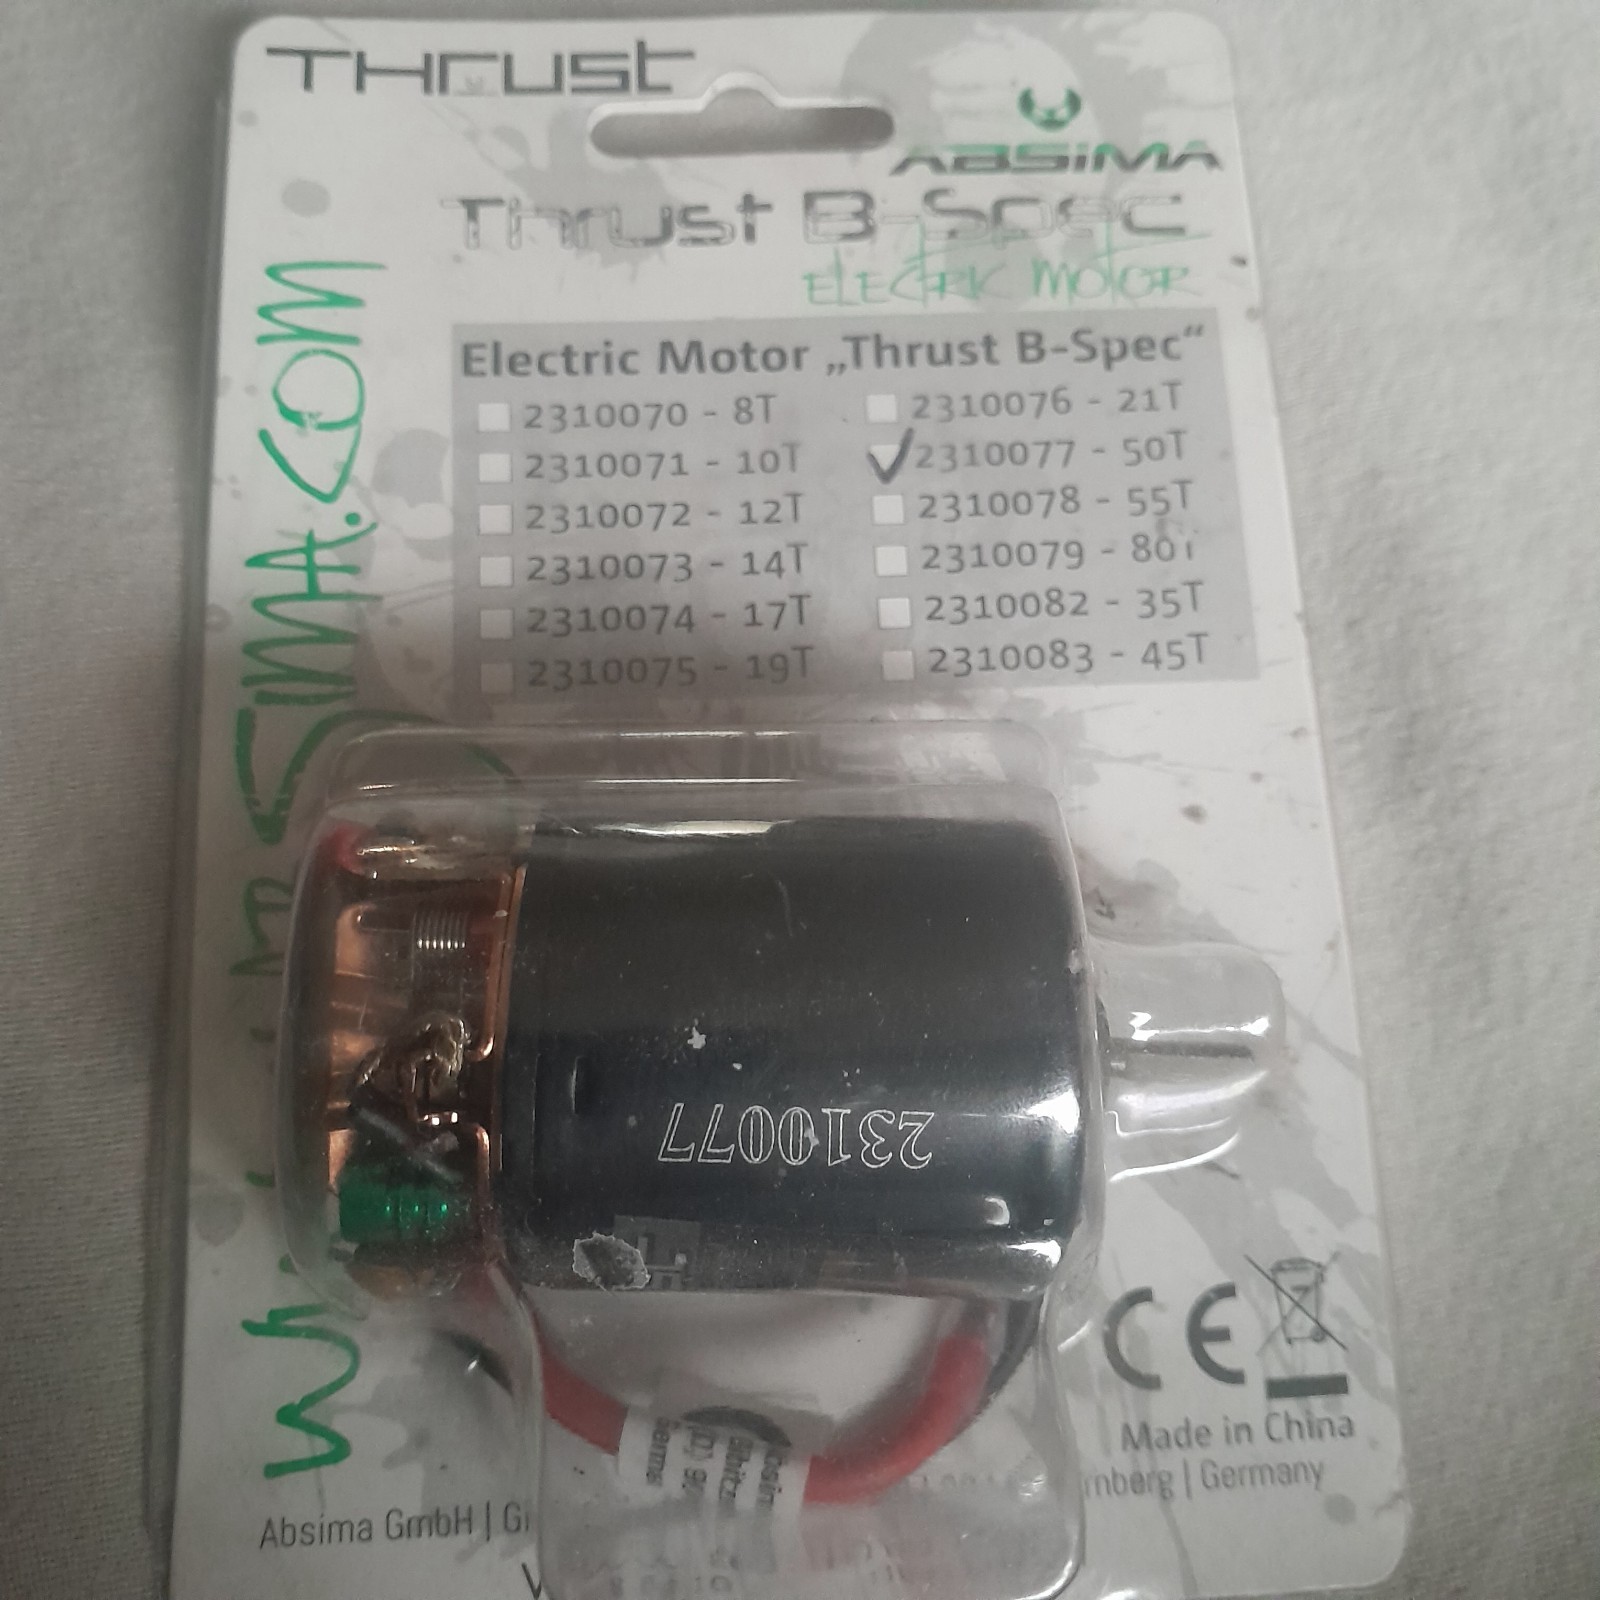 THrust
ABSiMA
Thrust B-Spec
ELECTRIC MOTOR
Electric Motor „Thrust B-Spec“
2310070 - 8T
2310071 - 10T
2310072 - 12T
2310073 - 14T
2310074 - 17T
2310075 - 19T
2310076 - 21T
2310077 - 50T
2310078 - 55T
2310079 - 80T
2310082 - 35T
2310083 - 45T
2310077
CE
Made in China
Absima GmbH |
| Germany